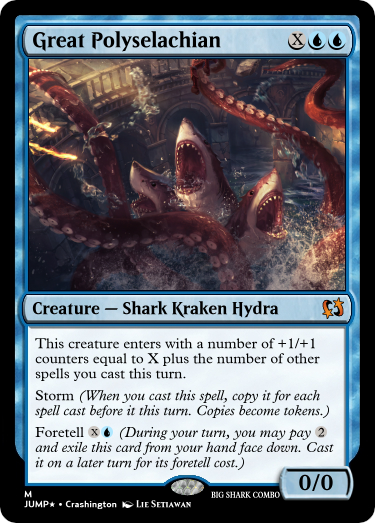 Great Polyselachian X
Creature — Shark Kraken Hydra
This creature enters with a number of +1/+1
counters equal to X plus the number of other
spells you cast this turn.
Storm (When you cast this spell, copy it for each
spell cast before it this turn. Copies become tokens.)
Foretell X (During your turn, you may pay 2
and exile this card from your hand face down. Cast
it on a later turn for its foretell cost.)
0/0
M
JUMP★ • Crashington LIE SETIAWAN
BIG SHARK COMBO